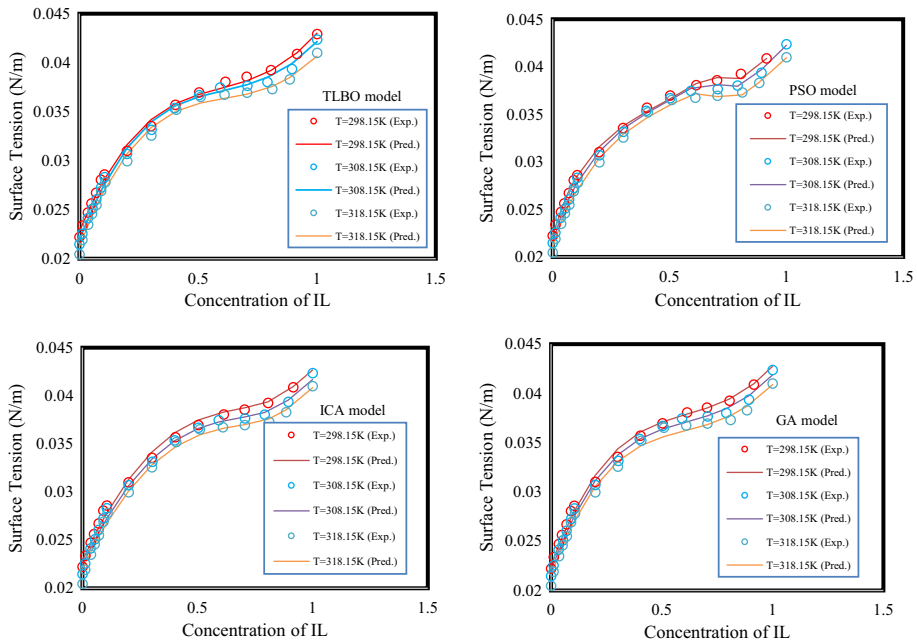 0.045
0.04
0.035
0.03
0.025
0.02
0
0.5
1
1.5
Surface Tension (N/m)
Concentration of IL
TLBO model
T=298.15K (Exp.)
T=298.15K (Pred.)
T=308.15K (Exp.)
T=308.15K (Pred.)
T=318.15K (Exp.)
T=318.15K (Pred.)
0.045
0.04
0.035
0.03
0.025
0.02
0
0.5
1
1.5
Surface Tension (N/m)
Concentration of IL
PSO model
T=298.15K (Exp.)
T=298.15K (Pred.)
T=308.15K (Exp.)
T=308.15K (Pred.)
T=318.15K (Exp.)
T=318.15K (Pred.)
0.045
0.04
0.035
0.03
0.025
0.02
0
0.5
1
1.5
Surface Tension (N/m)
Concentration of IL
ICA model
T=298.15K (Exp.)
T=298.15K (Pred.)
T=308.15K (Exp.)
T=308.15K (Pred.)
T=318.15K (Exp.)
T=318.15K (Pred.)
0.045
0.04
0.035
0.03
0.025
0.02
0
0.5
1
1.5
Surface Tension (N/m)
Concentration of IL
GA model
T=298.15K (Exp.)
T=298.15K (Pred.)
T=308.15K (Exp.)
T=308.15K (Pred.)
T=318.15K (Exp.)
T=318.15K (Pred.)